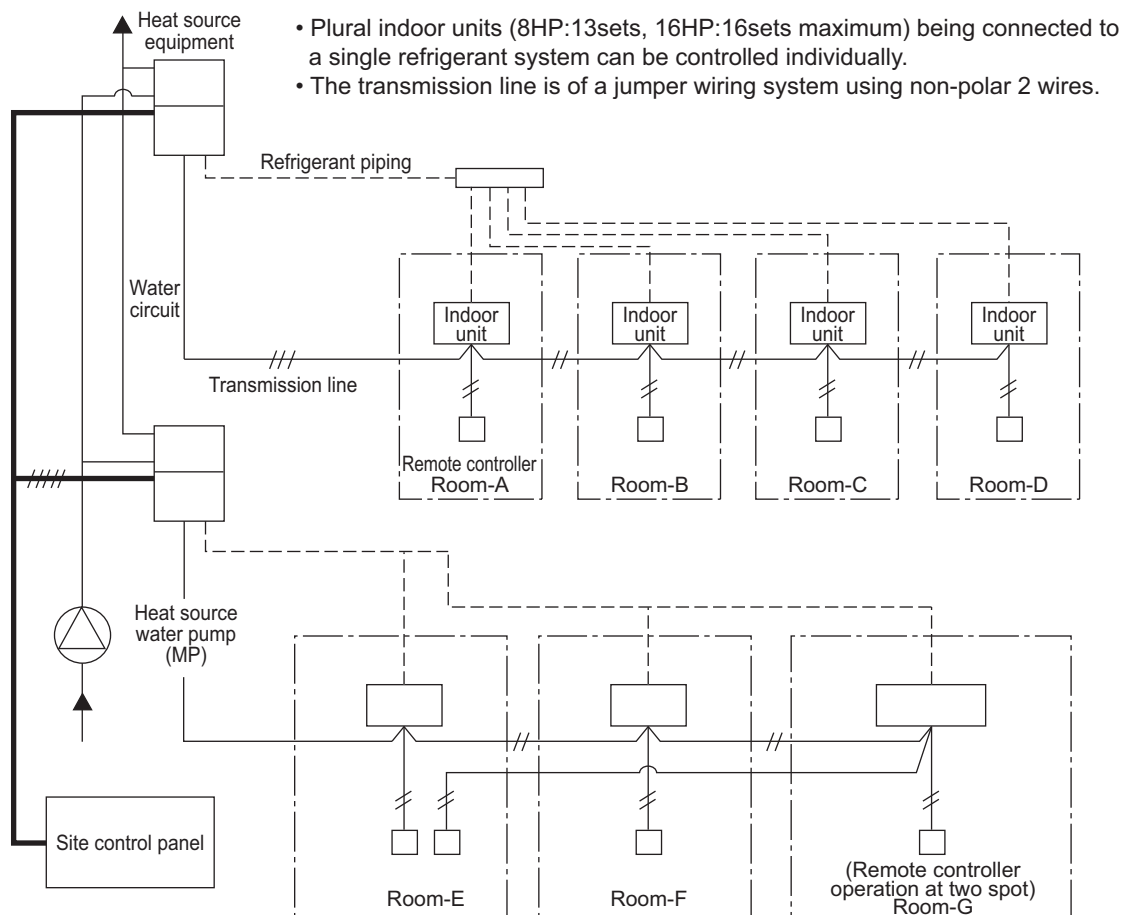 Heat source
equipment
• Plural indoor units (8HP:13sets, 16HP:16sets maximum) being connected to
a single refrigerant system can be controlled individually.
• The transmission line is of a jumper wiring system using non-polar 2 wires.
Refrigerant piping
Water
circuit
Indoor
unit
Indoor
unit
Indoor
unit
Indoor
unit
Transmission line
Remote controller
Room-A
Room-B
Room-C
Room-D
Heat source
water pump
(MP)
Site control panel
Room-E
Room-F
(Remote controller
operation at two spot)
Room-G